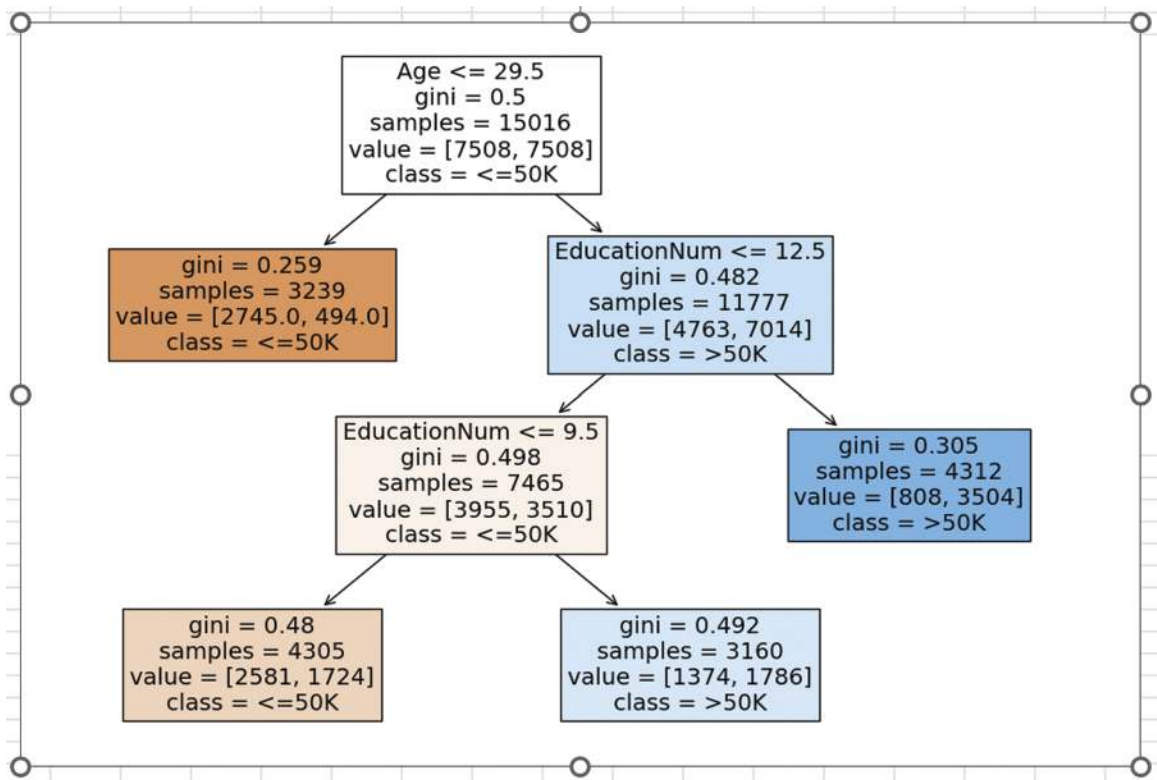 Age <= 29.5
gini = 0.5
samples = 15016
value = [7508, 7508]
class = <=50K
gini = 0.259
samples = 3239
value = [2745.0, 494.0]
class = <=50K
EducationNum <= 12.5
gini = 0.482
samples = 11777
value = [4763, 7014]
class = >50K
EducationNum <= 9.5
gini = 0.498
samples = 7465
value = [3955, 3510]
class = <=50K
gini = 0.305
samples = 4312
value = [808, 3504]
class = >50K
gini = 0.48
samples = 4305
value = [2581, 1724]
class = <=50K
gini = 0.492
samples = 3160
value = [1374, 1786]
class = >50K